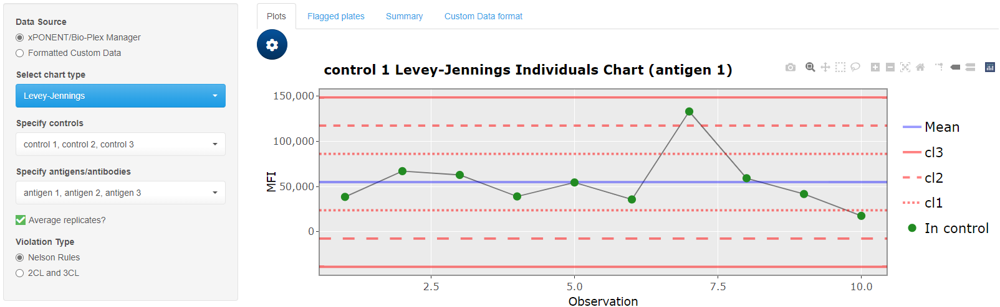 Data Source
xPONENT/Bio-Plex Manager
Formatted Custom Data
Select chart type
Levey-Jennings
Specify controls
control 1, control 2, control 3
Specify antigens/antibodies
antigen 1, antigen 2, antigen 3
Average replicates?
Violation Type
Nelson Rules
2CL and 3CL
Plots Flagged plates Summary Custom Data format
control 1 Levey-Jennings Individuals Chart (antigen 1)
150,000
100,000
50,000
0
MFI
2.5 5.0 7.5 10.0
Observation
Mean
cl3
cl2
cl1
In control